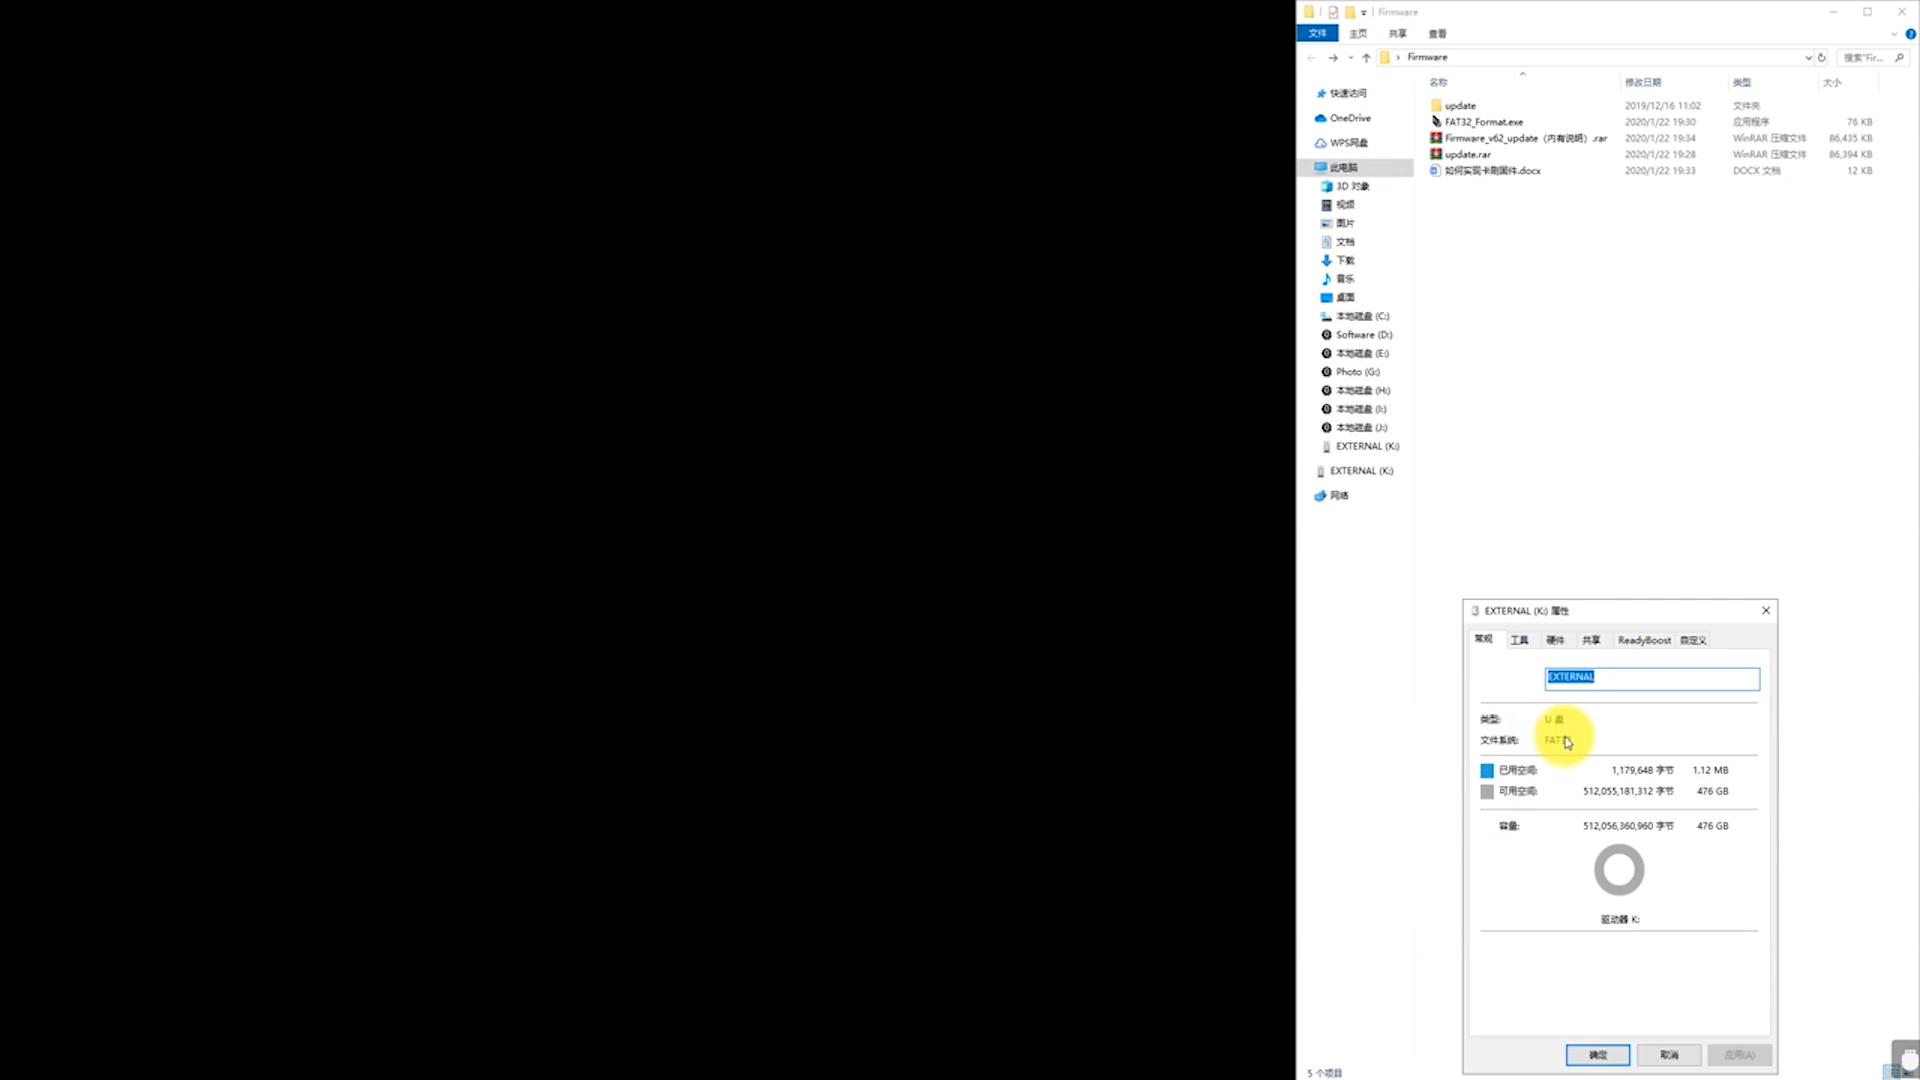 Firmware
文件 主页 共享 查看
Firmware 搜索"Fir...
名称 修改日期 类型 大小
快速访问
OneDrive
WPS网盘
此电脑
3D 对象
视频
图片
文档
下载
音乐
桌面
本地磁盘 (C:)
Software (D:)
本地磁盘 (E:)
Photo (G:)
本地磁盘 (H:)
本地磁盘 (I:)
本地磁盘 (J:)
EXTERNAL (K:)
EXTERNAL (K:)
网络
update 2019/12/16 11:02 文件夹
FAT32_Format.exe 2020/1/22 19:30 应用程序 76 KB
Firmware_v62_update（内有说明）.rar 2020/1/22 19:34 WinRAR 压缩文件 86,435 KB
update.rar 2020/1/22 19:28 WinRAR 压缩文件 86,394 KB
如何实现卡刷固件.docx 2020/1/22 19:33 DOCX 文档 12 KB
EXTERNAL (K:) 属性
常规 工具 硬件 共享 ReadyBoost 自定义
EXTERNAL
类型: U 盘
文件系统:
已用空间: 1,179,648 字节 1.12 MB
可用空间: 512,055,181,312 字节 476 GB
容量: 512,056,360,960 字节 476 GB
驱动器 K:
确定 取消 应用(A)
5 个项目